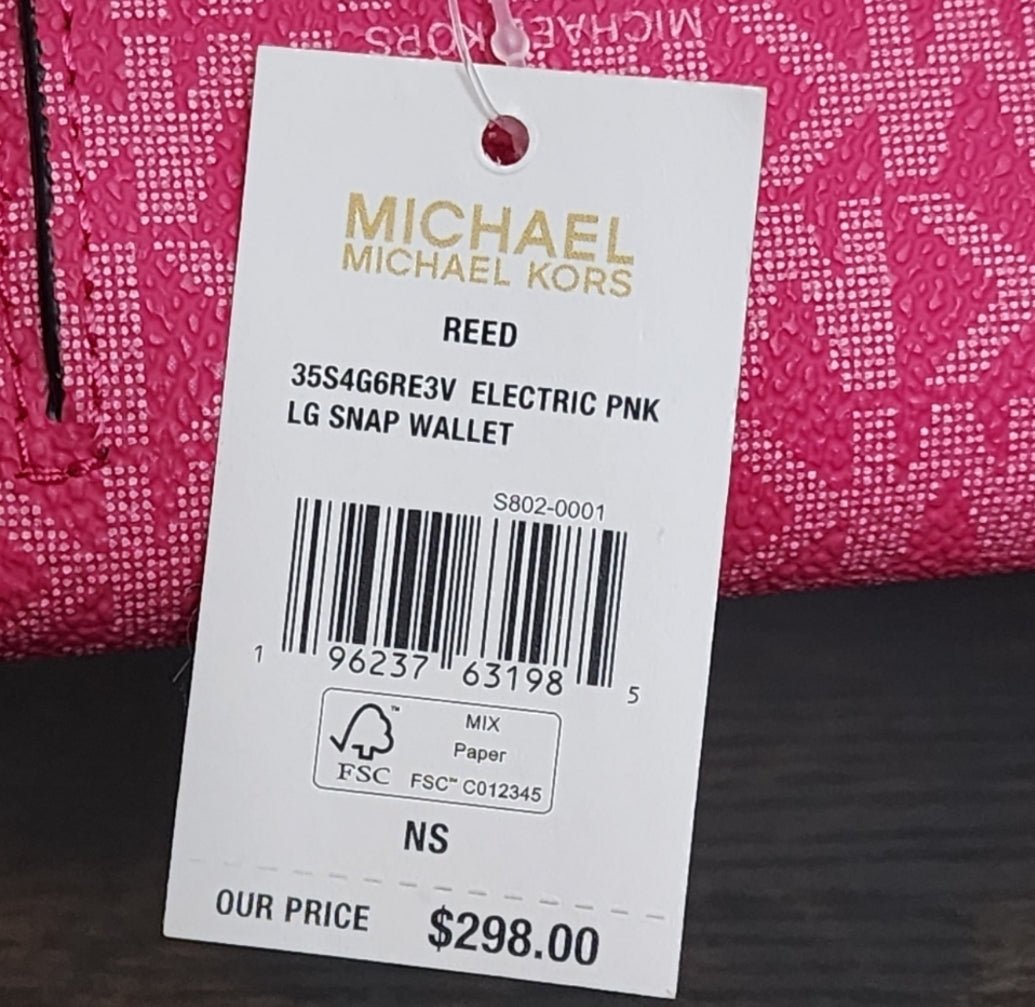 MICHAEL KORS
MICHAEL
MICHAEL KORS
REED
35S4G6RE3V ELECTRIC PNK
LG SNAP WALLET
S802-0001
1 96237 63198 5
MIX
Paper
FSC™ C012345
™
FSC
NS
OUR PRICE $298.00